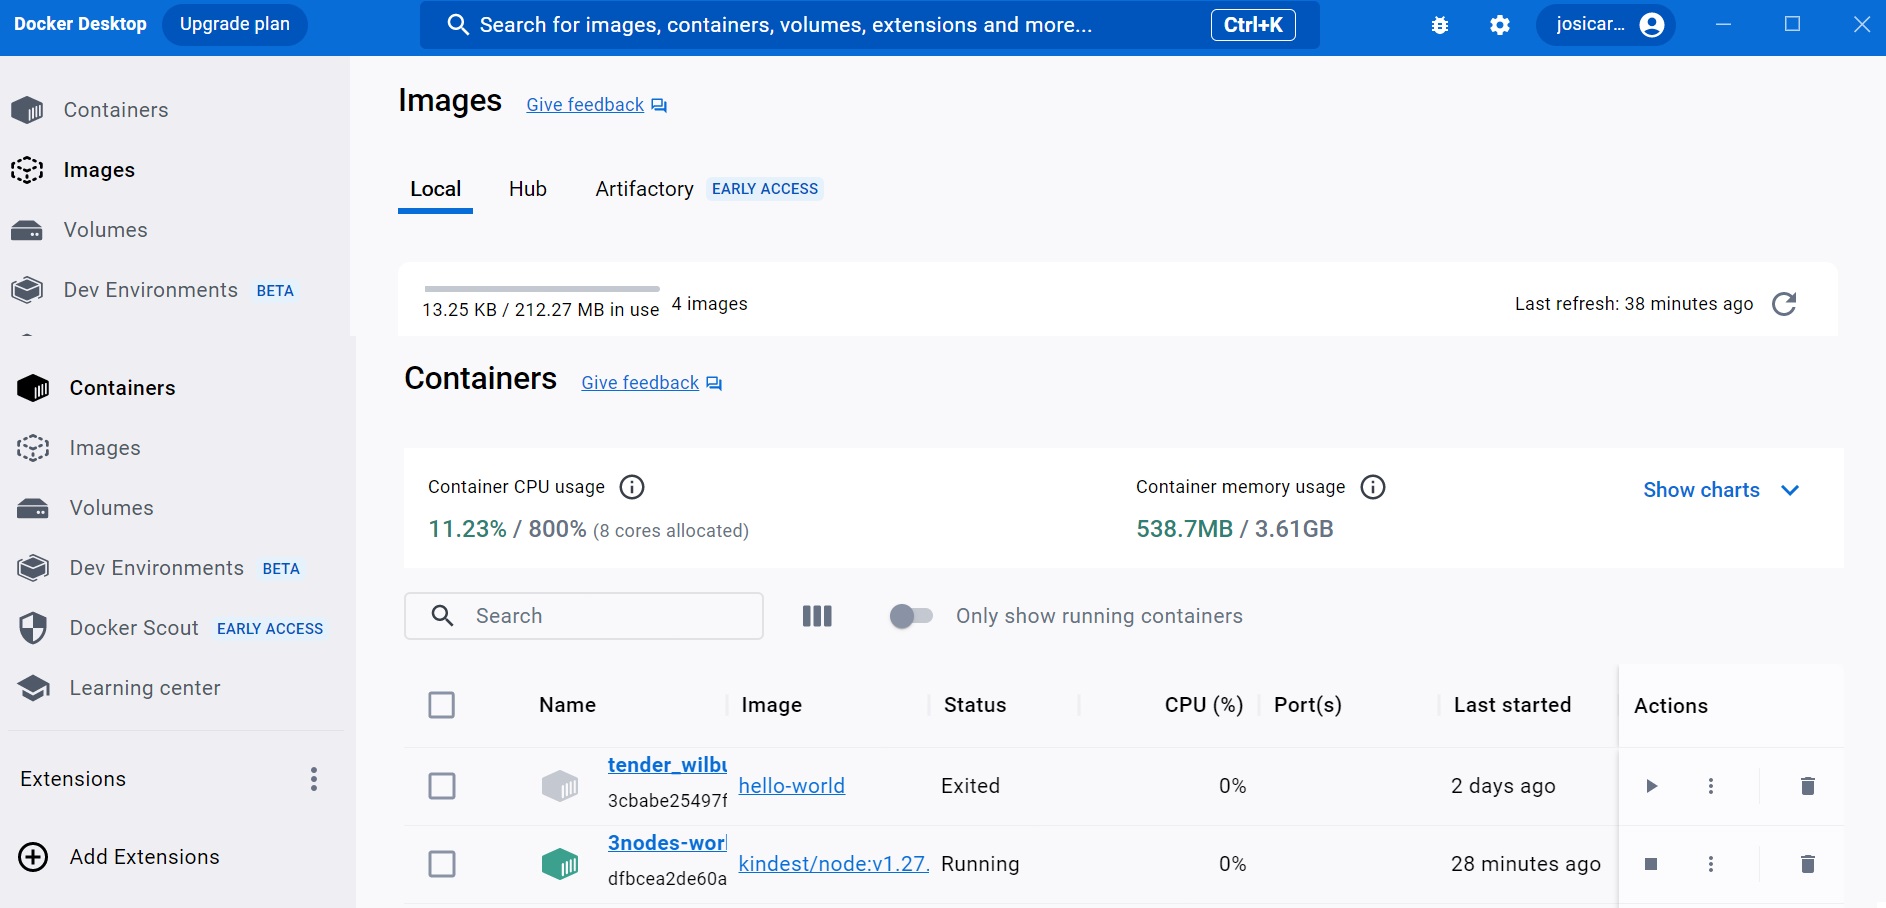 Docker Desktop Upgrade plan Search for images, containers, volumes, extensions and more... Ctrl+K josicar...
Containers
Images
Volumes
Dev Environments BETA
Images Give feedback
Local Hub Artifactory EARLY ACCESS
13.25 KB / 212.27 MB in use 4 images Last refresh: 38 minutes ago
Containers
Images
Volumes
Dev Environments BETA
Docker Scout EARLY ACCESS
Learning center
Extensions
Add Extensions
Containers Give feedback
Container CPU usage Container memory usage Show charts
11.23% / 800% (8 cores allocated) 538.7MB / 3.61GB
Search Only show running containers
Name Image Status CPU (%) Port(s) Last started Actions
tender_wilbu
3cbabe25497f hello-world Exited 0% 2 days ago
3nodes-wor
dfbcea2de60a kindest/node:v1.27. Running 0% 28 minutes ago